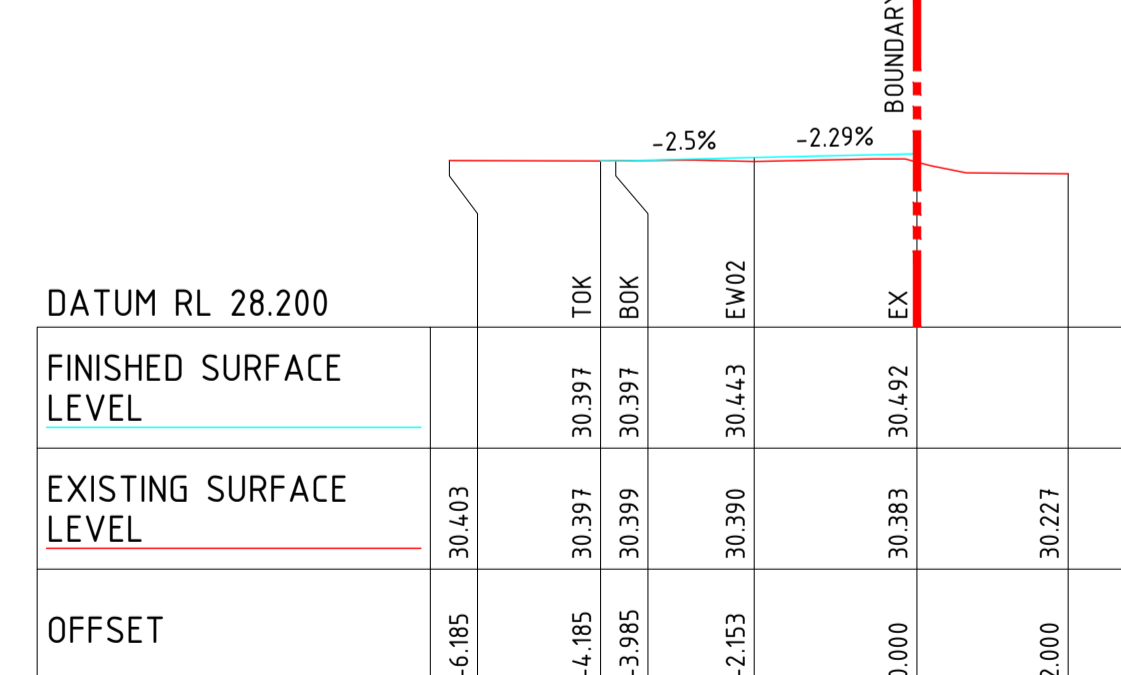 BOUNDARY
-2.5%
-2.29%
DATUM RL 28.200
TOK
BOK
EW02
EX
FINISHED SURFACE
LEVEL
30.397
30.397
30.443
30.492
EXISTING SURFACE
LEVEL
30.403
30.397
30.399
30.390
30.383
30.227
OFFSET
-6.185
-4.185
-3.985
-2.153
0.000
2.000